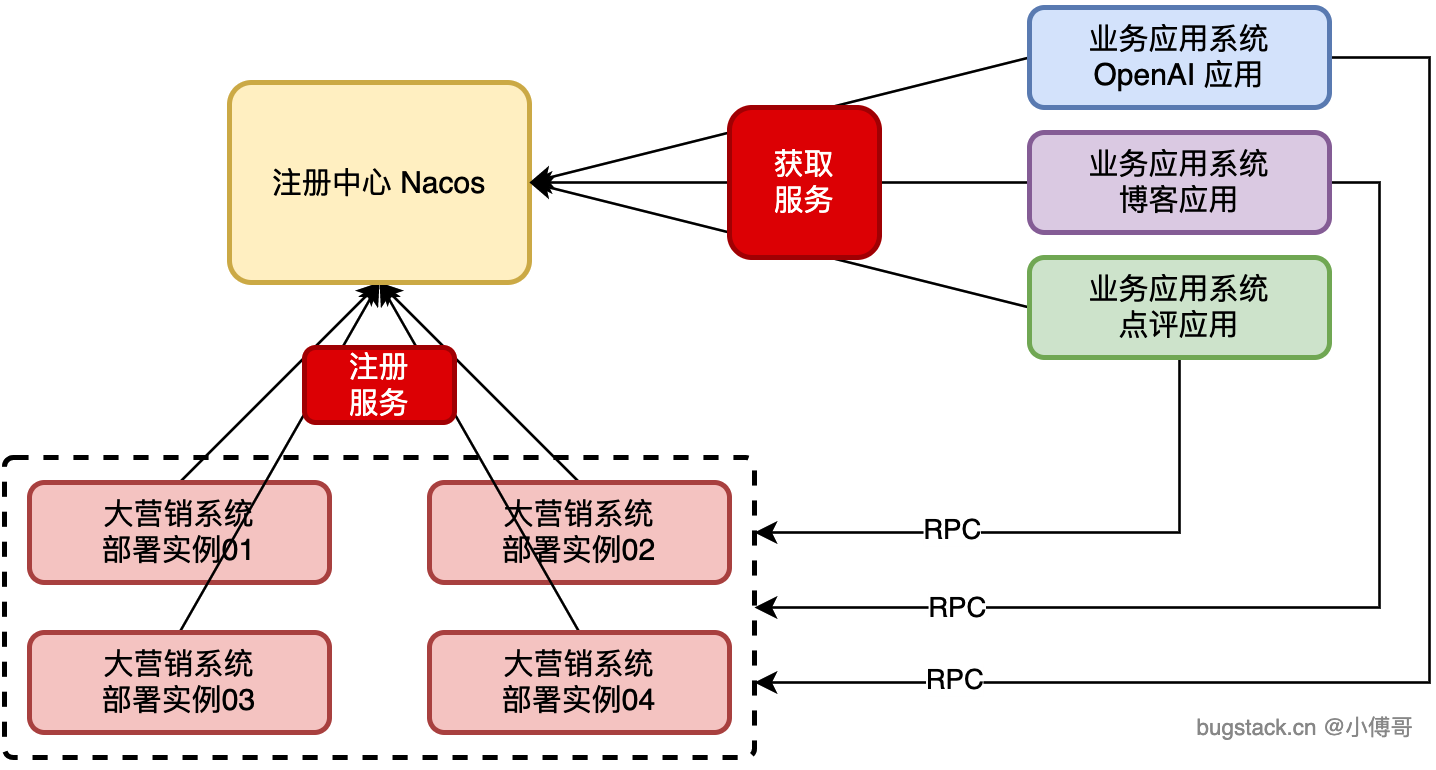 业务应用系统
OpenAI 应用
注册中心 Nacos
获取
服务
业务应用系统
博客应用
业务应用系统
点评应用
注册
服务
大营销系统
部署实例01
大营销系统
部署实例02
RPC
RPC
大营销系统
部署实例03
大营销系统
部署实例04
RPC
bugstack.cn @小傅哥